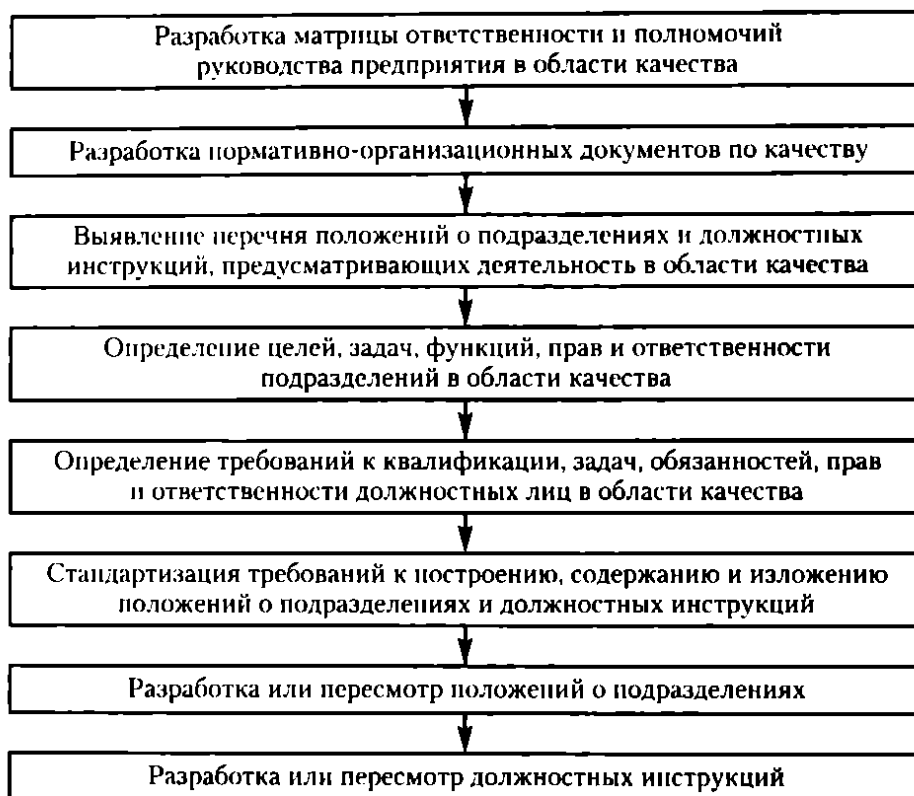 Разработка матрицы ответственности и полномочий
руководства предприятия в области качества
Разработка нормативно-организационных документов по качеству
Выявление перечня положений о подразделениях и должностных
инструкций, предусматривающих деятельность в области качества
Определение целей, задач, функций, прав и ответственности
подразделений в области качества
Определение требований к квалификации, задач, обязанностей, прав
и ответственности должностных лиц в области качества
Стандартизация требований к построению, содержанию и изложению
положений о подразделениях и должностных инструкций
Разработка или пересмотр положений о подразделениях
Разработка или пересмотр должностных инструкций